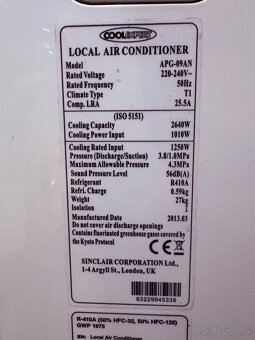 COOLEXPERT
LOCAL AIR CONDITIONER
Model APG-09AN
Rated Voltage 220-240V~
Rated Frequency 50Hz
Climate Type T1
Comp. LRA 25.5A
(ISO 5151)
Cooling Capacity 2640W
Cooling Power Input 1010W
Cooling Rated Input 1250W
Pressure (Discharge/Suction) 3.8/1.0MPa
Maximum Allowable Pressure 4.3MPa
Sound Pressure Level 56dB(A)
Refrigerant R410A
Refri. Charge 0.59kg
Weight 27kg
Isolation I
Manufactured Date 2013.03
Do not cover air discharge openings
Contains fluorinated greenhouse gases covered by
the Kyoto Protocol
CE
SINCLAIR CORPORATION Ltd.,
1-4 Argyll St., London, UK
63229945338
R-410A (50% HFC-32, 50% HFC-125)
GWP 1975
EN: Local Air Conditioner